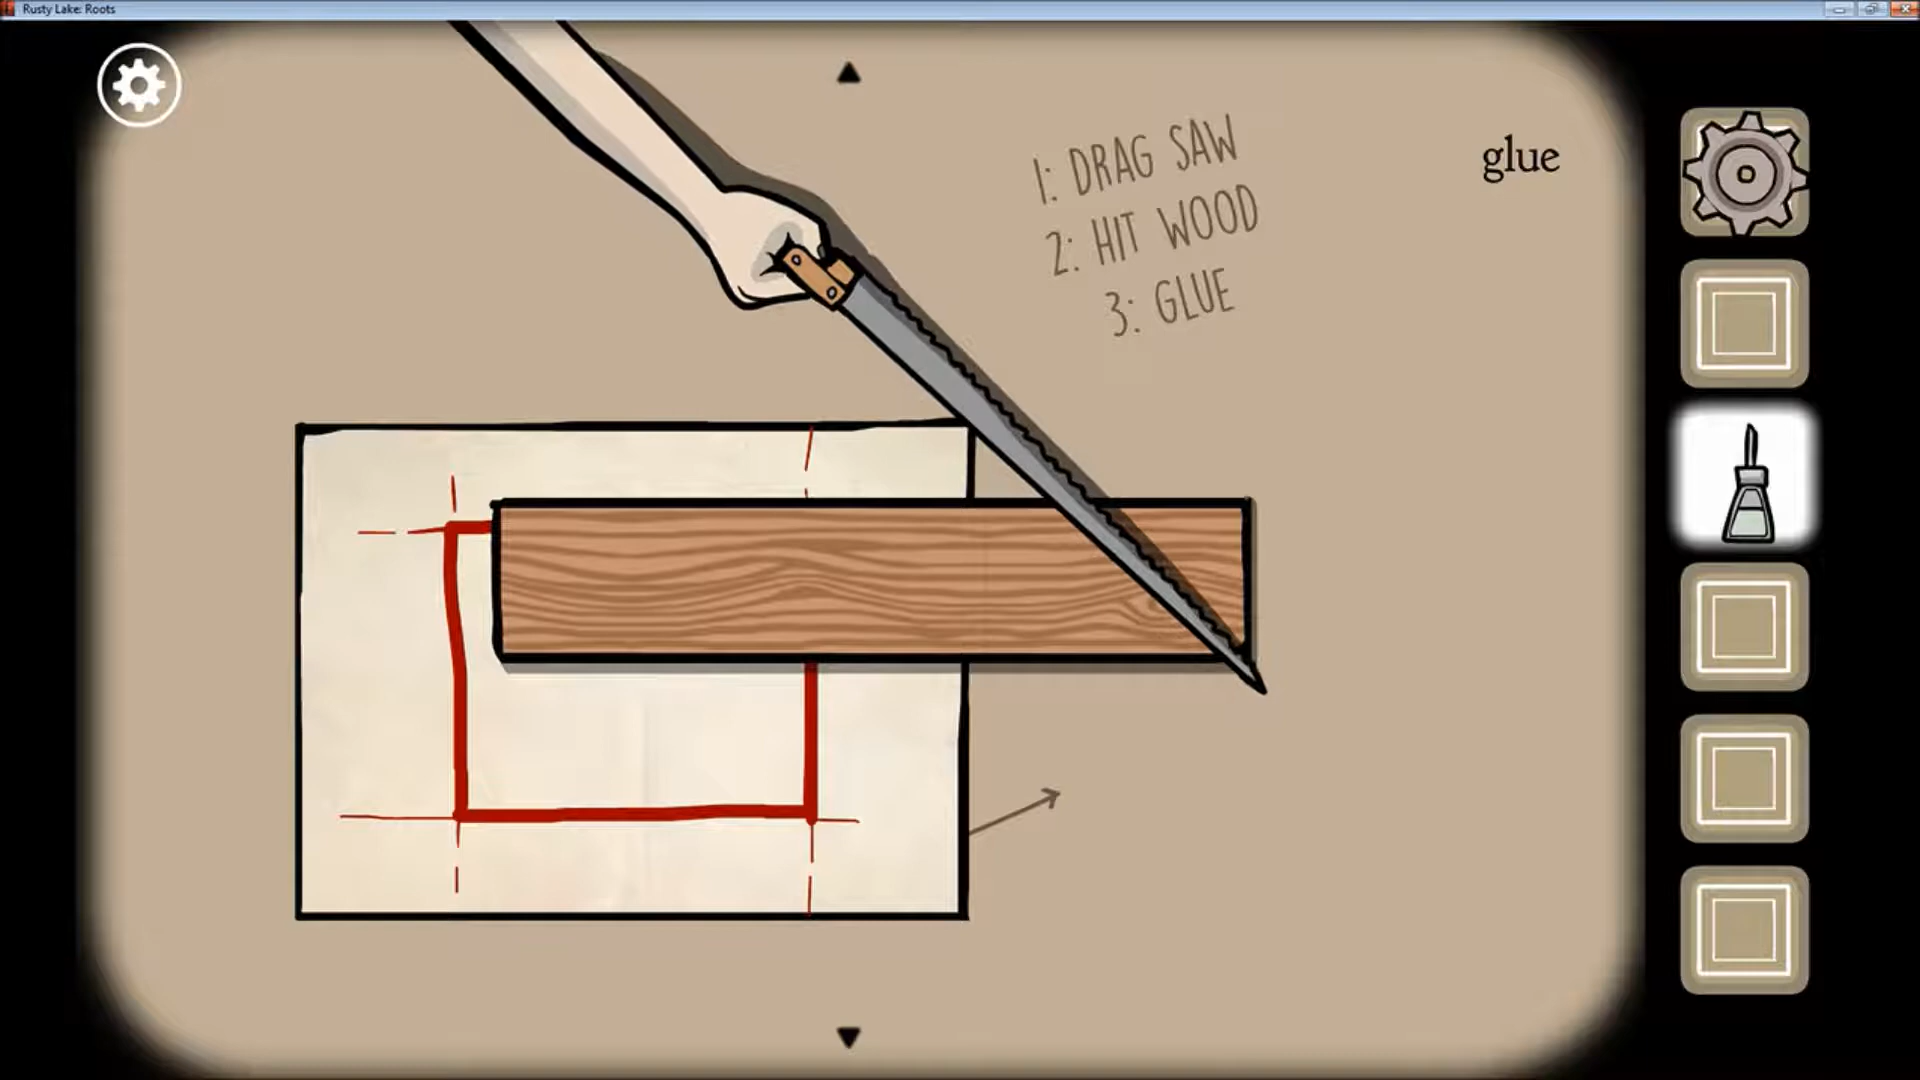 Rusty Lake: Roots
1: DRAG SAW
2: HIT WOOD
3: GLUE
glue